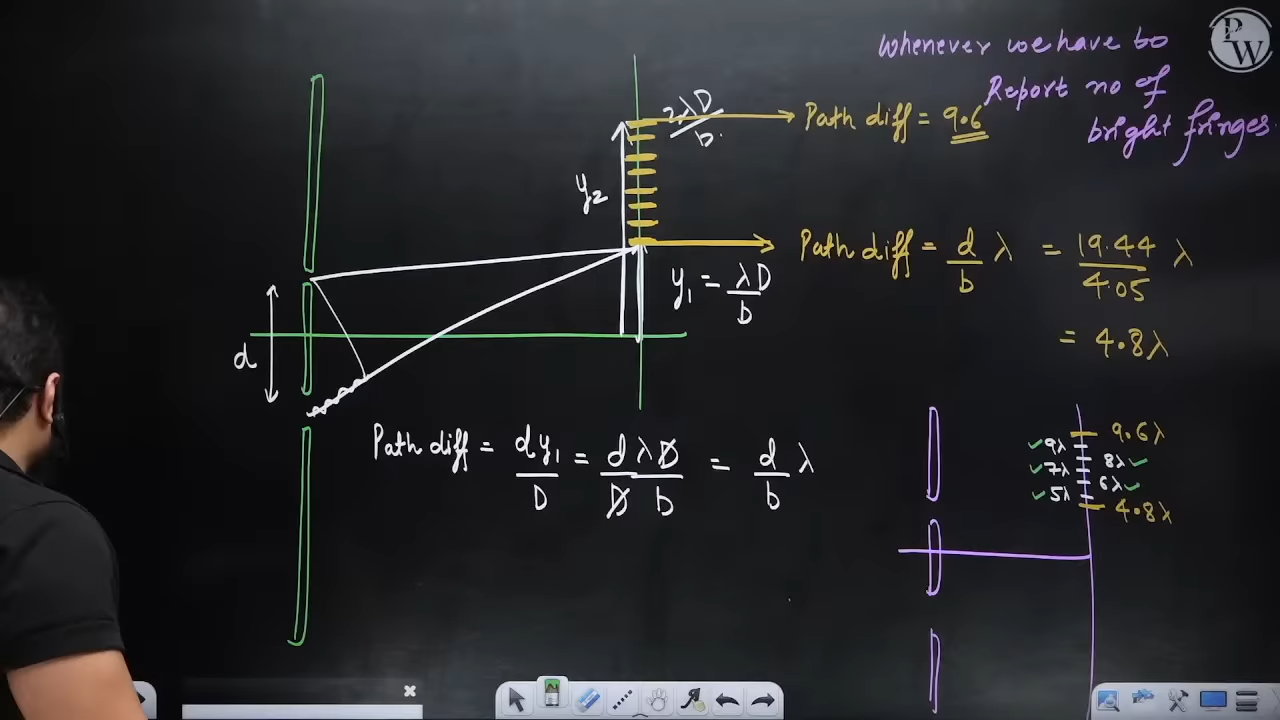 PW
Whenever we have to
Report no of
bright fringes.
2λD/b
Path diff = 9.6
y₂
Path diff = d/b λ = 19.44/4.05 λ
= 4.8λ
y₁ = λD/b
d
Path diff = dy₁/D = dλD/Db = d/b λ
9.6λ
✓9λ
8λ✓
✓7λ
6λ✓
✓5λ
4.8λ